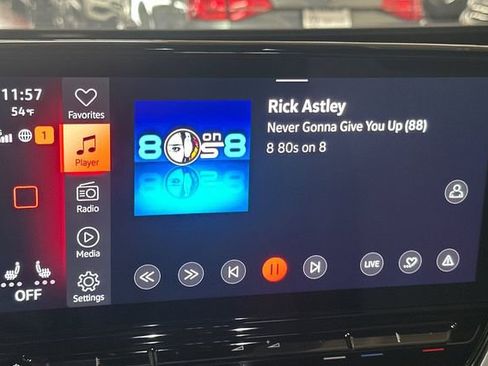 11:57
54°F
1
OFF
Favorites
Player
Radio
Media
Settings
8 on 8
80s
Rick Astley
Never Gonna Give You Up (88)
8 80s on 8
LIVE